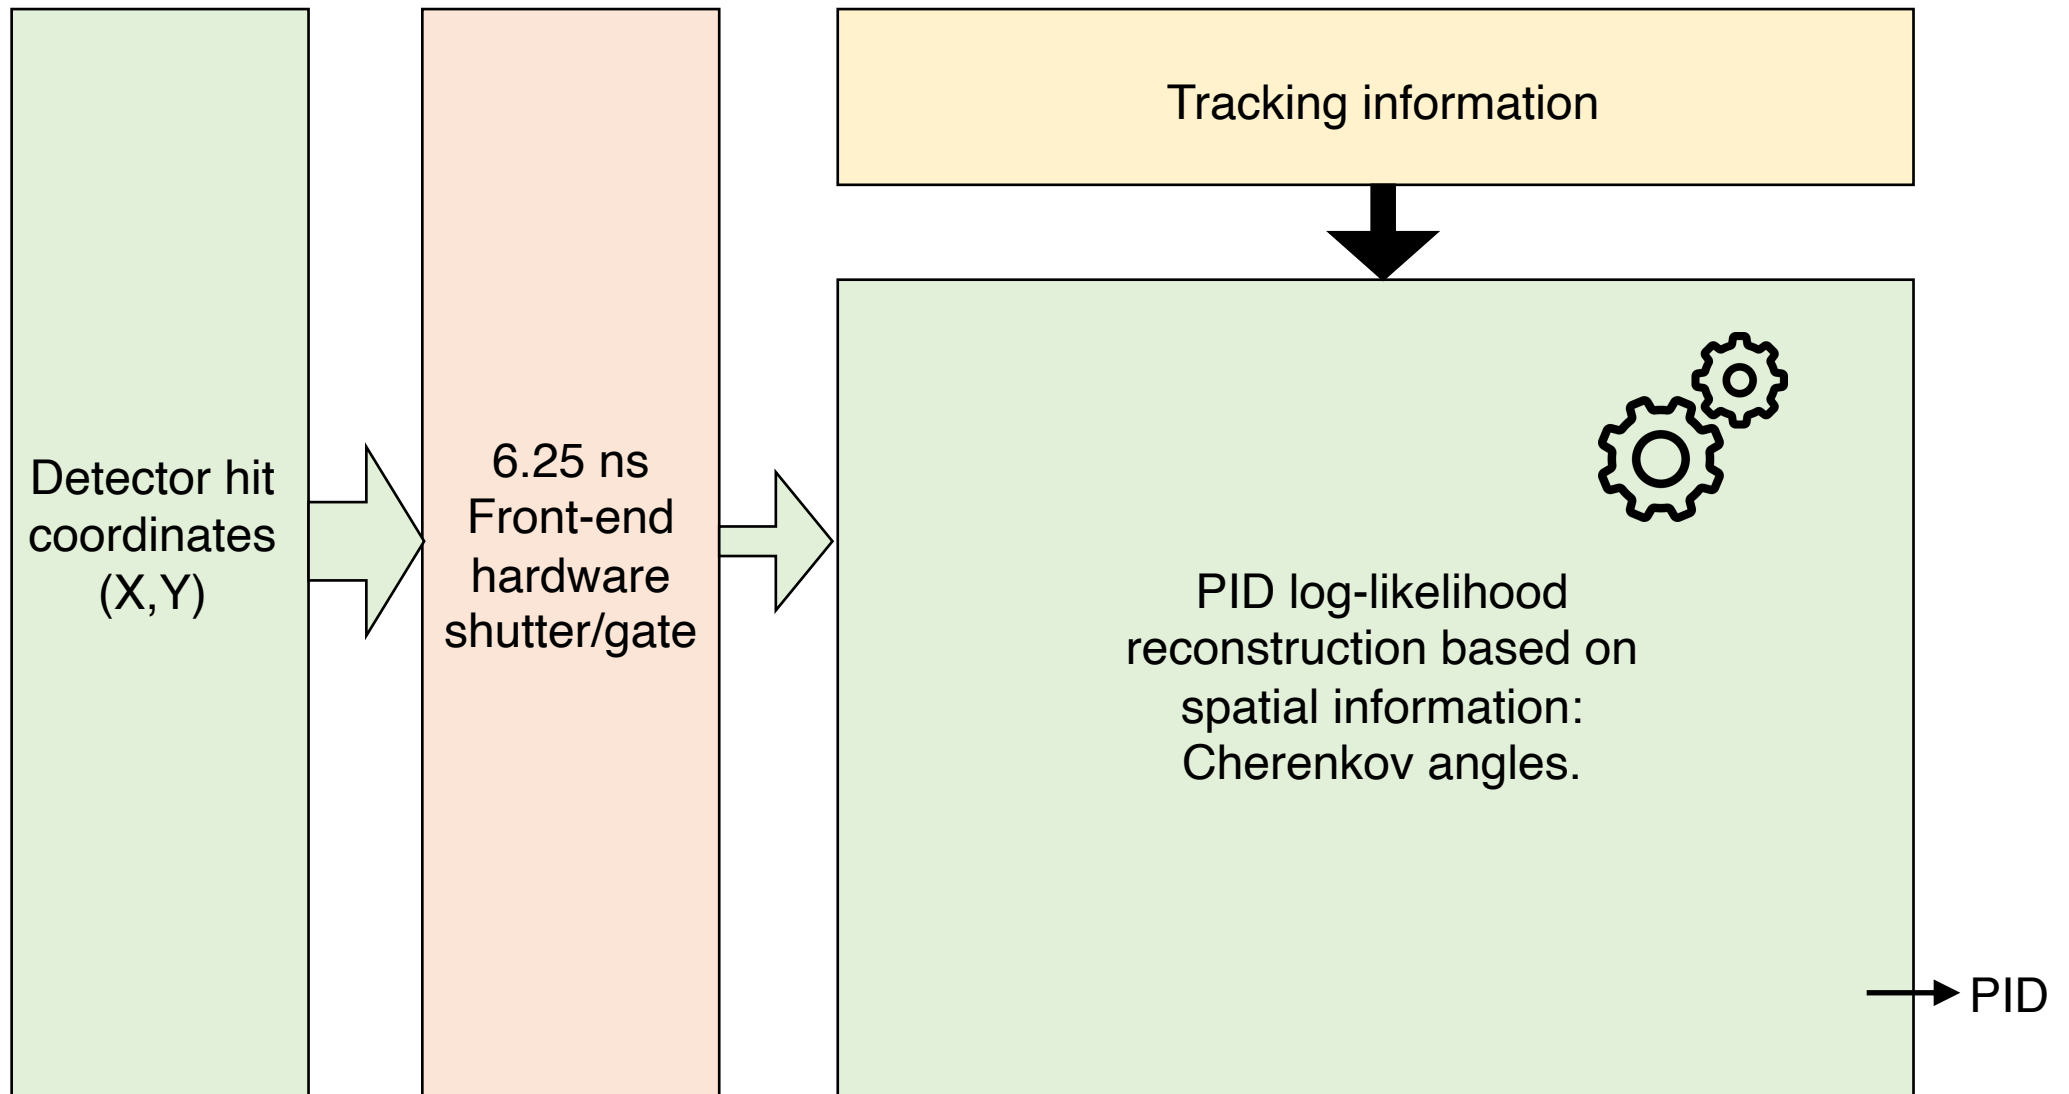 Tracking information
Detector hit
coordinates
(X,Y)
6.25 ns
Front-end
hardware
shutter/gate
PID log-likelihood
reconstruction based on
spatial information:
Cherenkov angles.
PID